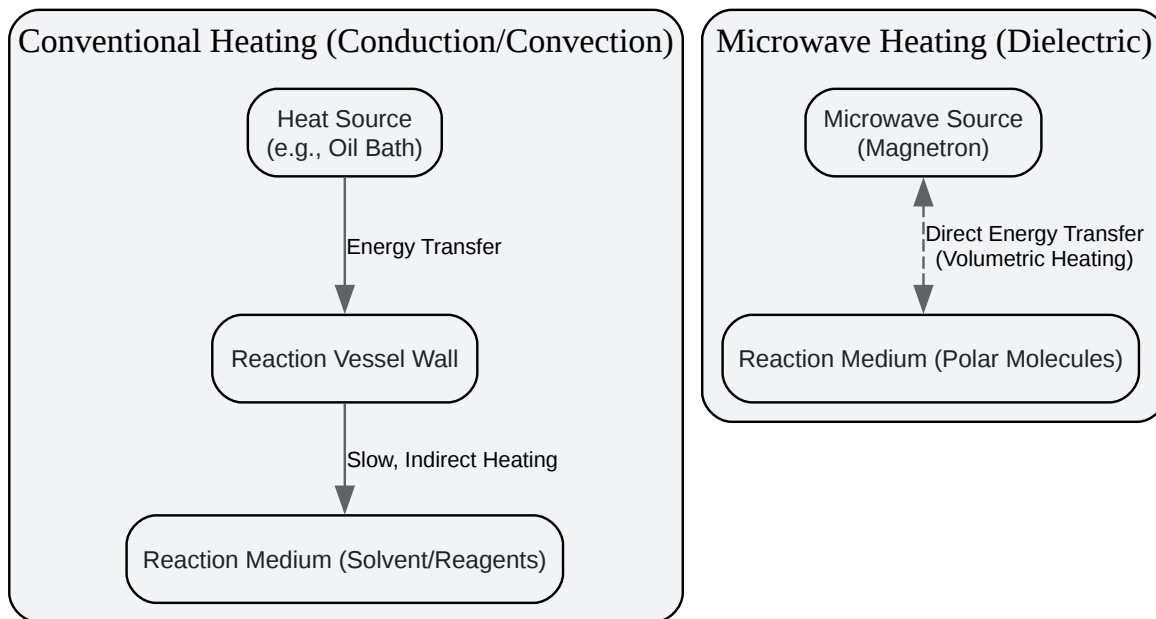 Conventional Heating (Conduction/Convection)
Heat Source
(e.g., Oil Bath)
Energy Transfer
Reaction Vessel Wall
Slow, Indirect Heating
Reaction Medium (Solvent/Reagents)
Microwave Heating (Dielectric)
Microwave Source
(Magnetron)
Direct Energy Transfer
(Volumetric Heating)
Reaction Medium (Polar Molecules)